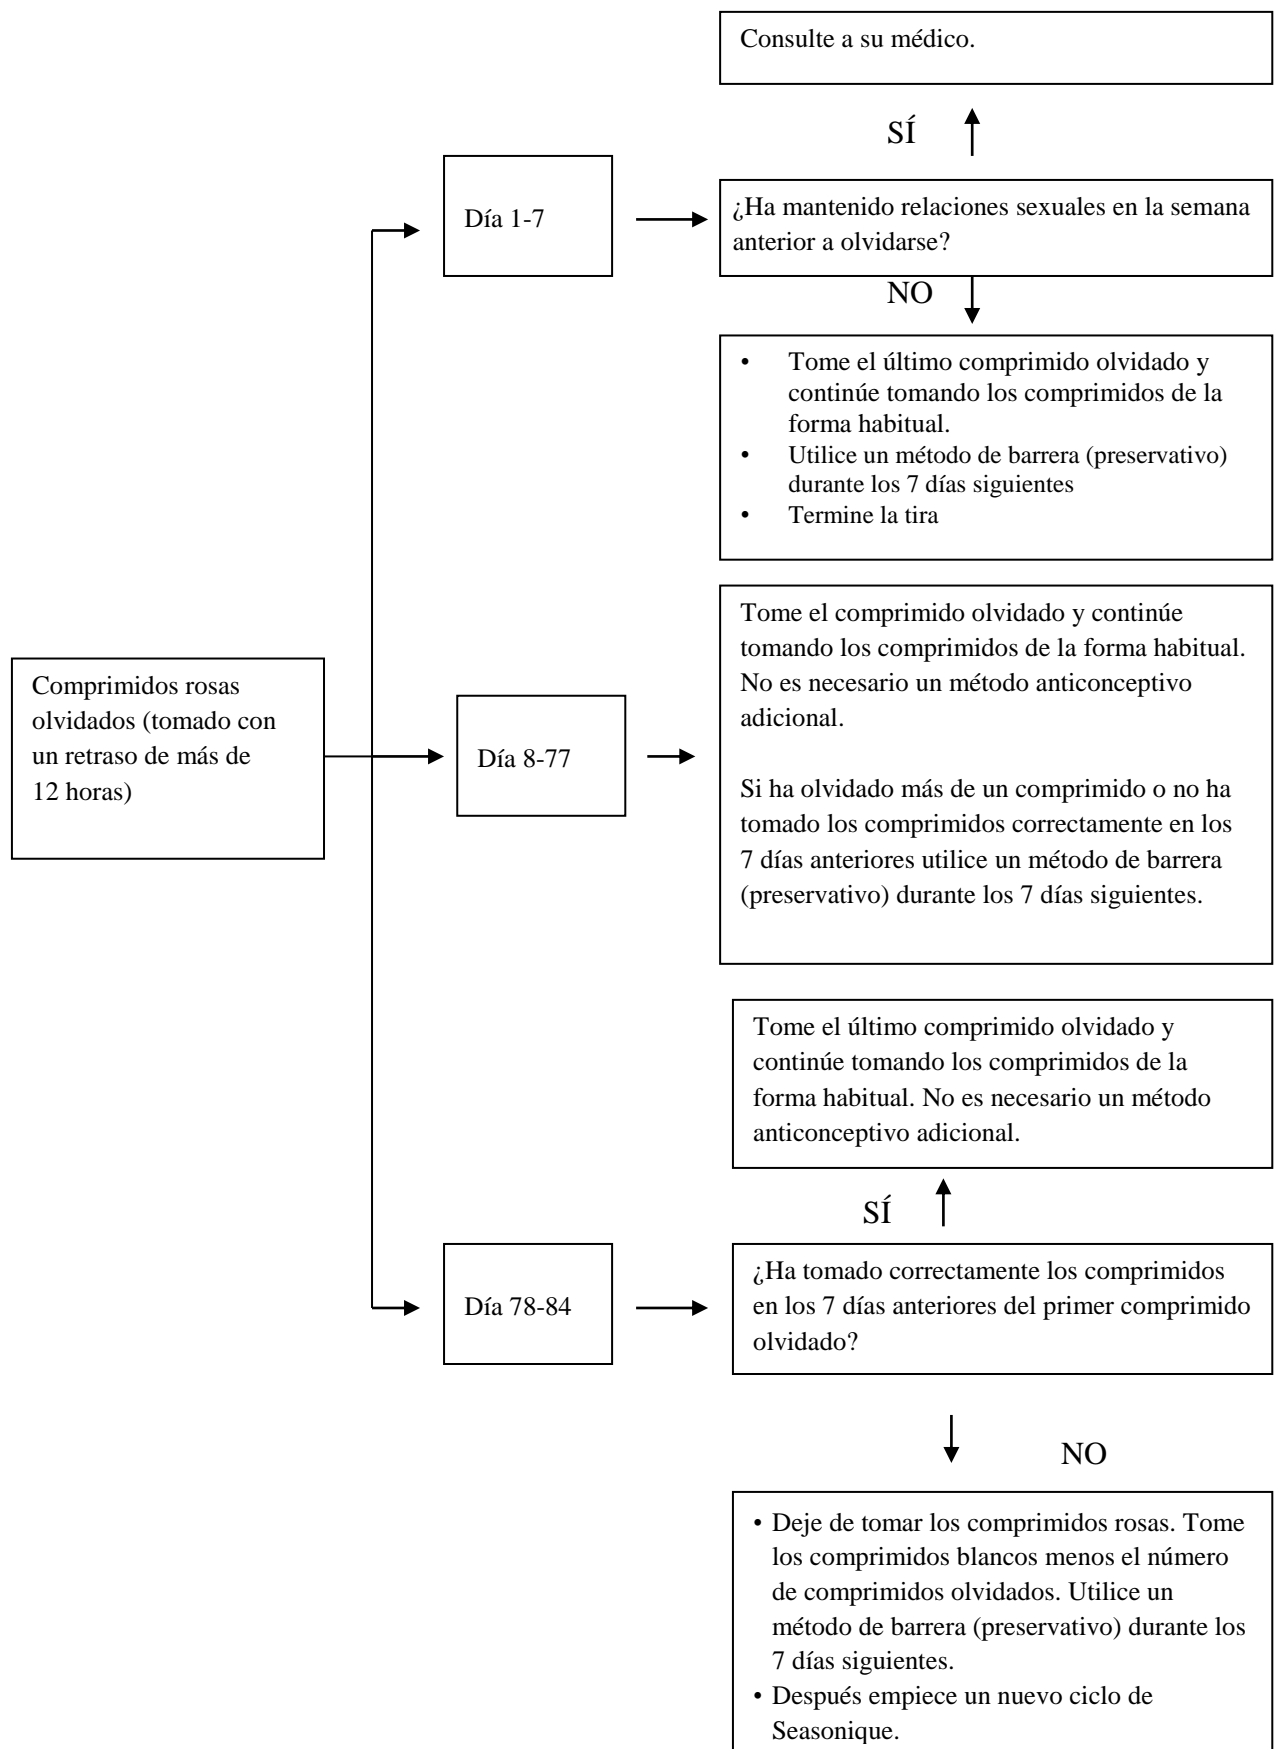 Consulte a su médico.
SÍ
Día 1-7
¿Ha mantenido relaciones sexuales en la semana
anterior a olvidarse?
NO
• Tome el último comprimido olvidado y
continúe tomando los comprimidos de la
forma habitual.
• Utilice un método de barrera (preservativo)
durante los 7 días siguientes
• Termine la tira
Comprimidos rosas
olvidados (tomado con
un retraso de más de
12 horas)
Día 8-77
Tome el comprimido olvidado y continúe
tomando los comprimidos de la forma habitual.
No es necesario un método anticonceptivo
adicional.
Si ha olvidado más de un comprimido o no ha
tomado los comprimidos correctamente en los
7 días anteriores utilice un método de barrera
(preservativo) durante los 7 días siguientes.
Tome el último comprimido olvidado y
continúe tomando los comprimidos de la
forma habitual. No es necesario un método
anticonceptivo adicional.
SÍ
Día 78-84
¿Ha tomado correctamente los comprimidos
en los 7 días anteriores del primer comprimido
olvidado?
NO
• Deje de tomar los comprimidos rosas. Tome
los comprimidos blancos menos el número
de comprimidos olvidados. Utilice un
método de barrera (preservativo) durante los
7 días siguientes.
• Después empiece un nuevo ciclo de
Seasonique.